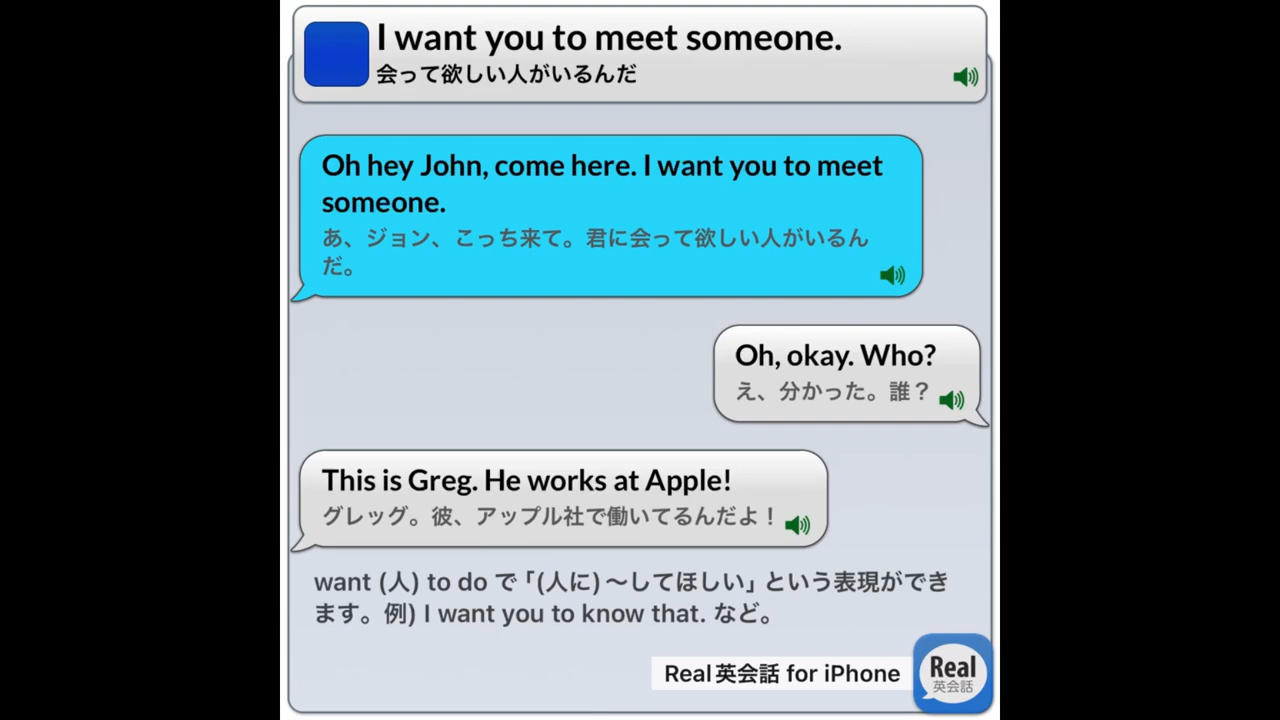 I want you to meet someone.
会って欲しい人がいるんだ
Oh hey John, come here. I want you to meet
someone.
あ、ジョン、こっち来て。君に会って欲しい人がいるん
だ。
Oh, okay. Who?
え、分かった。誰？
This is Greg. He works at Apple!
グレッグ。彼、アップル社で働いてるんだよ！
want (人) to do で「(人に) 〜してほしい」という表現ができ
ます。例) I want you to know that. など。
Real英会話 for iPhone
Real
英会話